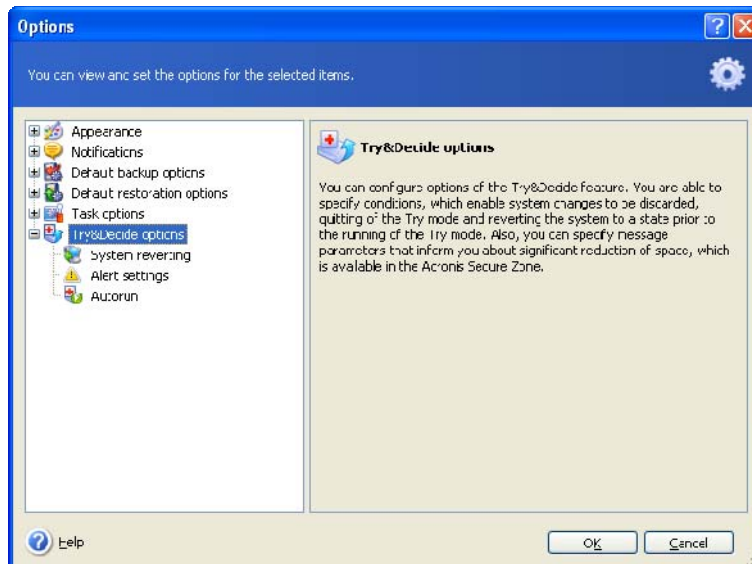 Options
You can view and set the options for the selected items.
Appearance
Notifications
Default backup options
Default restoration options
Task options
Try&Decide options
System reverting
Alert settings
Autorun
Try&Decide options
You can configure options of the Try&Decide feature. You are able to
specify conditions, which enable system changes to be discarded,
quitting of the Try mode and reverting the system to a state prior to
the running of the Try mode. Also, you can specify message
parameters that inform you about significant reduction of space, which
is available in the Acronis Secure Zone.
Help
OK
Cancel